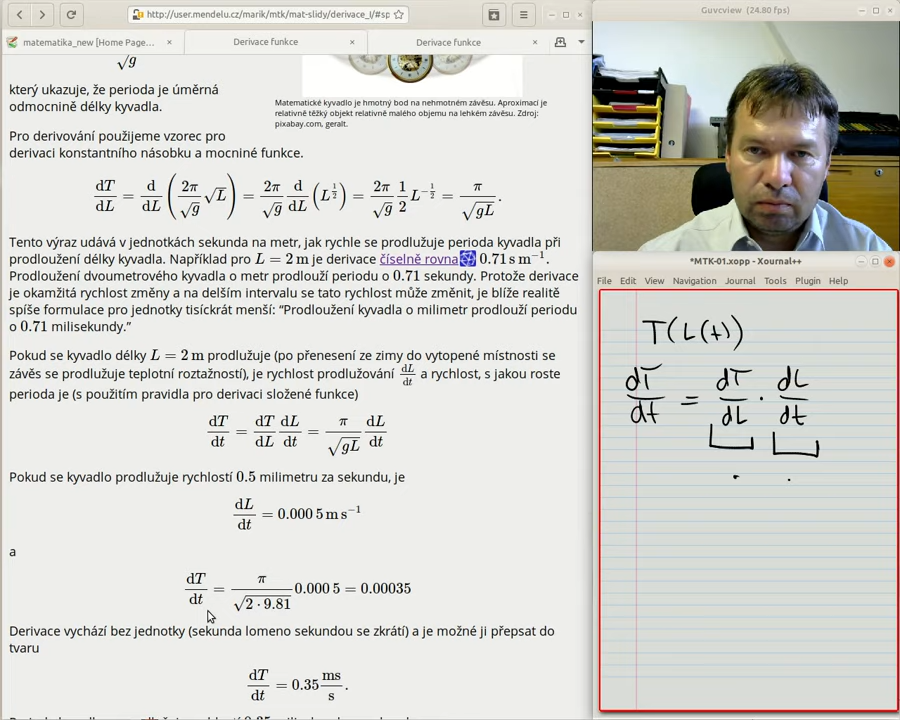 http://user.mendelu.cz/marik/mtk/mat-slidy/derivace_I/#sp
Guvcview (24.80 fps)
matematika_new [Home Page...
Derivace funkce
Derivace funkce
√g
který ukazuje, že perioda je úměrná
odmocnině délky kyvadla.
Matematické kyvadlo je hmotný bod na nehmotném závěsu. Aproximací je
relativně těžký objekt relativně malého objemu na lehkém závěsu. Zdroj:
pixabay.com, geralt.
Pro derivování použijeme vzorec pro
derivaci konstantního násobku a mocniné funkce.
dT/dL = d/dL (2π/√g √L) = 2π/√g d/dL (L^{1/2}) = 2π/√g 1/2 L^{-1/2} = π/√gL.
Tento výraz udává v jednotkách sekunda na metr, jak rychle se prodlužuje perioda kyvadla při
prodloužení délky kyvadla. Například pro L = 2 m je derivace číselně rovna 0.71 s m⁻¹.
Prodloužení dvoumetrového kyvadla o metr prodlouží periodu o 0.71 sekundy. Protože derivace
je okamžitá rychlost změny a na delším intervalu se tato rychlost může změnit, je blíže realitě
spíše formulace pro jednotky tisíckrát menší: “Prodloužení kyvadla o milimetr prodlouží periodu
o 0.71 milisekundy.”
Pokud se kyvadlo délky L = 2 m prodlužuje (po přenesení ze zimy do vytopené místnosti se
závěs se prodlužuje teplotní roztažností), je rychlost prodlužování dL/dt a rychlost, s jakou roste
perioda je (s použitím pravidla pro derivaci složené funkce)
dT/dt = dT/dL dL/dt = π/√gL dL/dt
Pokud se kyvadlo prodlužuje rychlostí 0.5 milimetru za sekundu, je
dL/dt = 0.000 5 m s⁻¹
a
dT/dt = π/√2 · 9.81 0.000 5 = 0.00035
Derivace vychází bez jednotky (sekunda lomeno sekundou se zkrátí) a je možné ji přepsat do
tvaru
dT/dt = 0.35 ms/s.
*MTK-01.xopp - Xournal++
File Edit View Navigation Journal Tools Plugin Help
T(L(t))
dT/dt = dT/dL · dL/dt